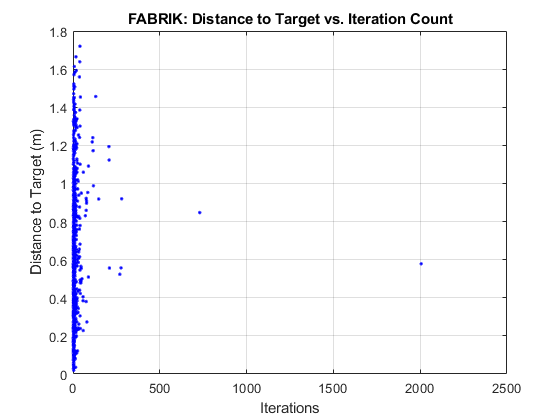 FABRIK: Distance to Target vs. Iteration Count
Distance to Target (m)
1.8
1.6
1.4
1.2
1
0.8
0.6
0.4
0.2
0
0 500 1000 1500 2000 2500
Iterations